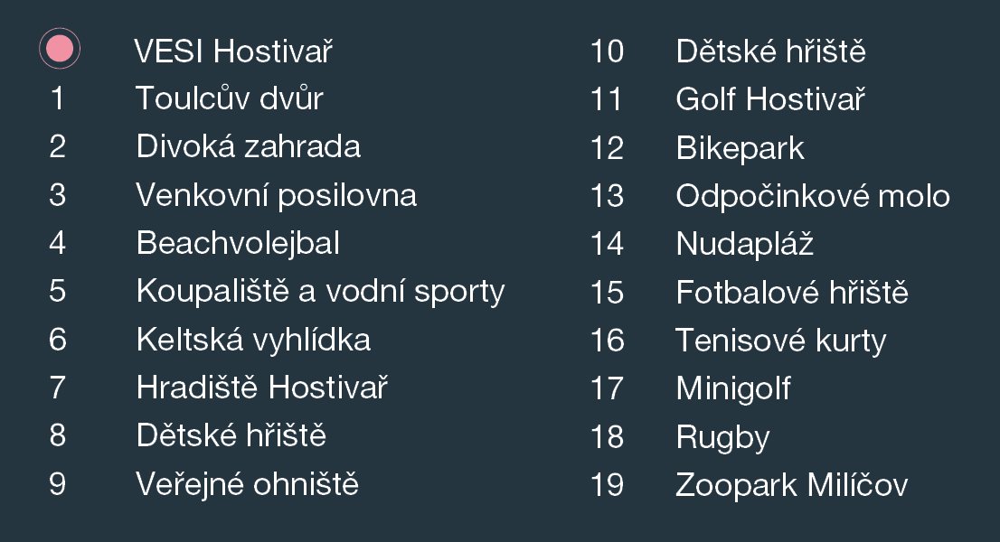 VESI Hostivař
1 Toulcův dvůr
2 Divoká zahrada
3 Venkovní posilovna
4 Beachvolejbal
5 Koupaliště a vodní sporty
6 Keltská vyhlídka
7 Hradiště Hostivař
8 Dětské hřiště
9 Veřejné ohniště
10 Dětské hřiště
11 Golf Hostivař
12 Bikepark
13 Odpočinkové molo
14 Nudapláž
15 Fotbalové hřiště
16 Tenisové kurty
17 Minigolf
18 Rugby
19 Zoopark Milíčov